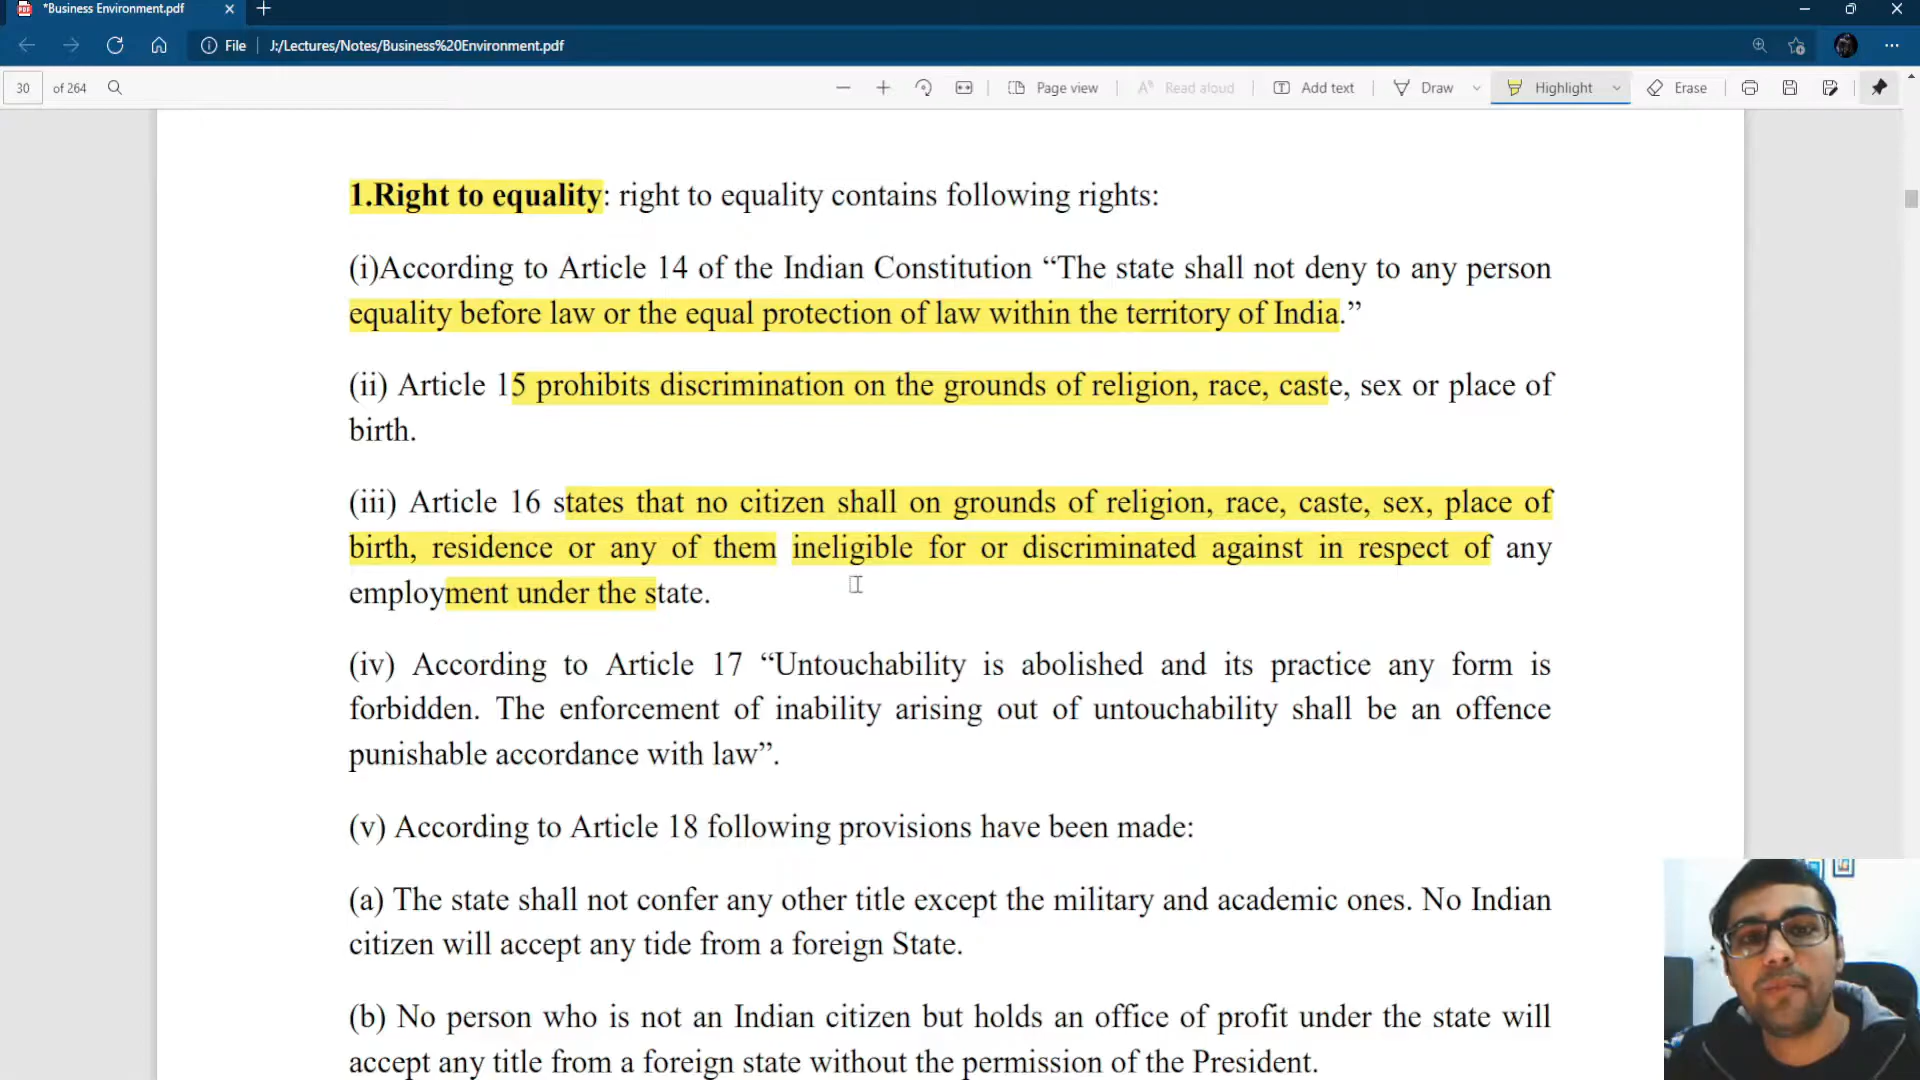 *Business Environment.pdf
File
J:/Lectures/Notes/Business%20Environment.pdf
30 of 264
Page view
Read aloud
Add text
Draw
Highlight
Erase
1.Right to equality: right to equality contains following rights:
(i)According to Article 14 of the Indian Constitution “The state shall not deny to any person
equality before law or the equal protection of law within the territory of India.”
(ii) Article 15 prohibits discrimination on the grounds of religion, race, caste, sex or place of
birth.
(iii) Article 16 states that no citizen shall on grounds of religion, race, caste, sex, place of
birth, residence or any of them ineligible for or discriminated against in respect of any
employment under the state.
(iv) According to Article 17 “Untouchability is abolished and its practice any form is
forbidden. The enforcement of inability arising out of untouchability shall be an offence
punishable accordance with law”.
(v) According to Article 18 following provisions have been made:
(a) The state shall not confer any other title except the military and academic ones. No Indian
citizen will accept any tide from a foreign State.
(b) No person who is not an Indian citizen but holds an office of profit under the state will
accept any title from a foreign state without the permission of the President.